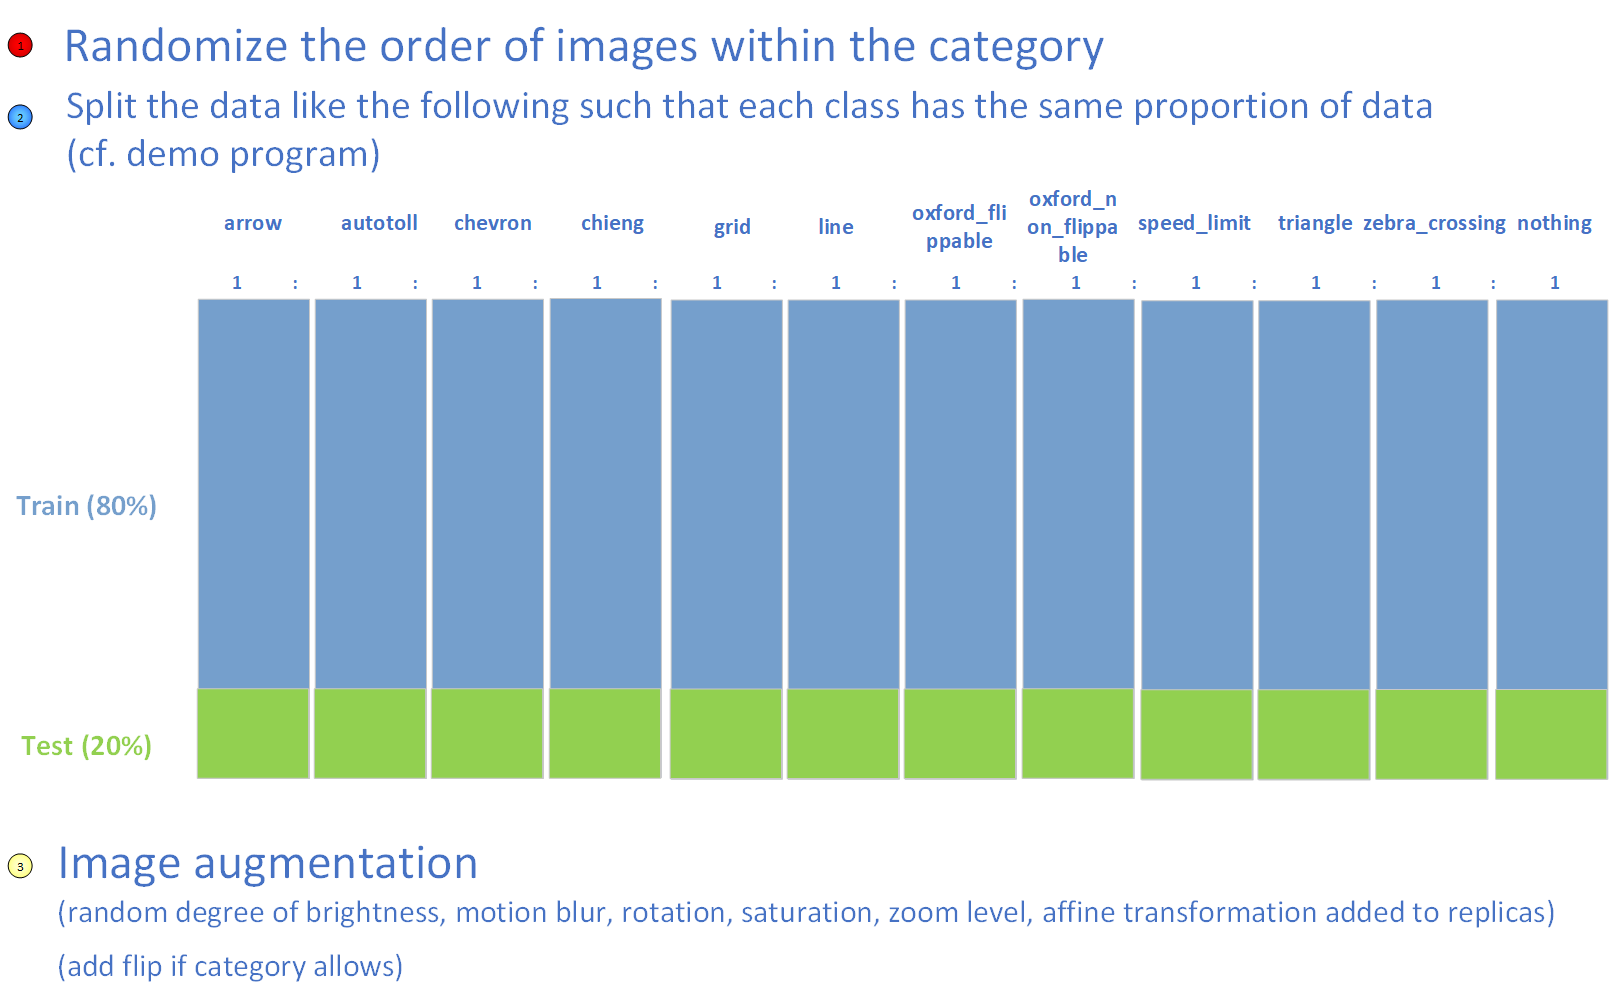 1 Randomize the order of images within the category
2 Split the data like the following such that each class has the same proportion of data
(cf. demo program)
arrow autotoll chevron chieng grid line oxford_fli oxford_n speed_limit triangle zebra_crossing nothing
ppable on_flippa
ble
1 : 1 : 1 : 1 : 1 : 1 : 1 : 1 : 1 : 1 : 1 : 1
Train (80%)
Test (20%)
3 Image augmentation
(random degree of brightness, motion blur, rotation, saturation, zoom level, affine transformation added to replicas)
(add flip if category allows)